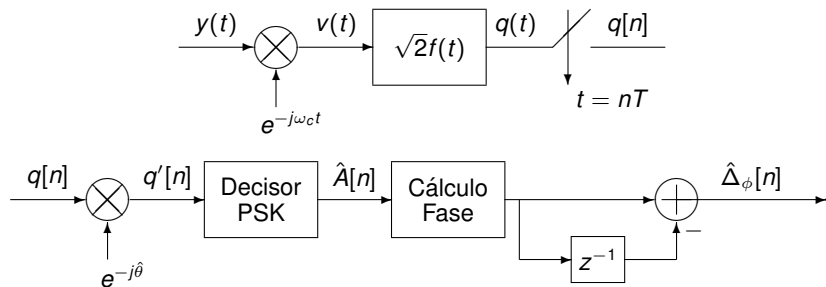 y(t) v(t) √2f(t) q(t) q[n]
e^{-jω_c t} t = nT
q[n] q′[n] Decisor PSK Â[n] Cálculo Fase Δ̂_φ[n]
e^{-jθ̂} z^{-1} −